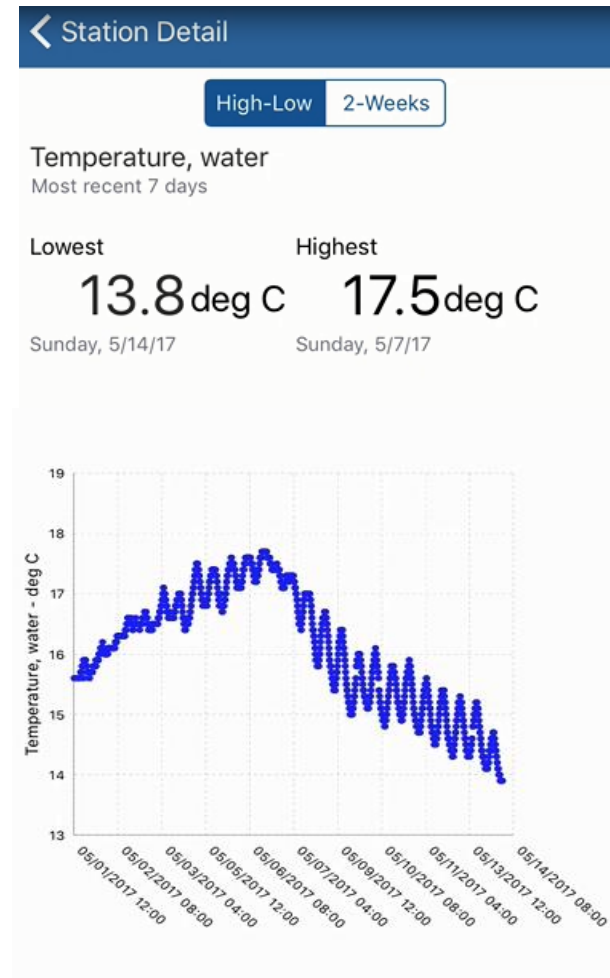 Station Detail
High-Low 2-Weeks
Temperature, water
Most recent 7 days
Lowest Highest
13.8 deg C 17.5 deg C
Sunday, 5/14/17 Sunday, 5/7/17
Temperature, water - deg C
19
18
17
16
15
14
13
05/01/2017 12:00
05/02/2017 08:00
05/03/2017 04:00
05/05/2017 12:00
05/06/2017 08:00
05/07/2017 04:00
05/09/2017 12:00
05/10/2017 08:00
05/11/2017 04:00
05/13/2017 12:00
05/14/2017 08:00